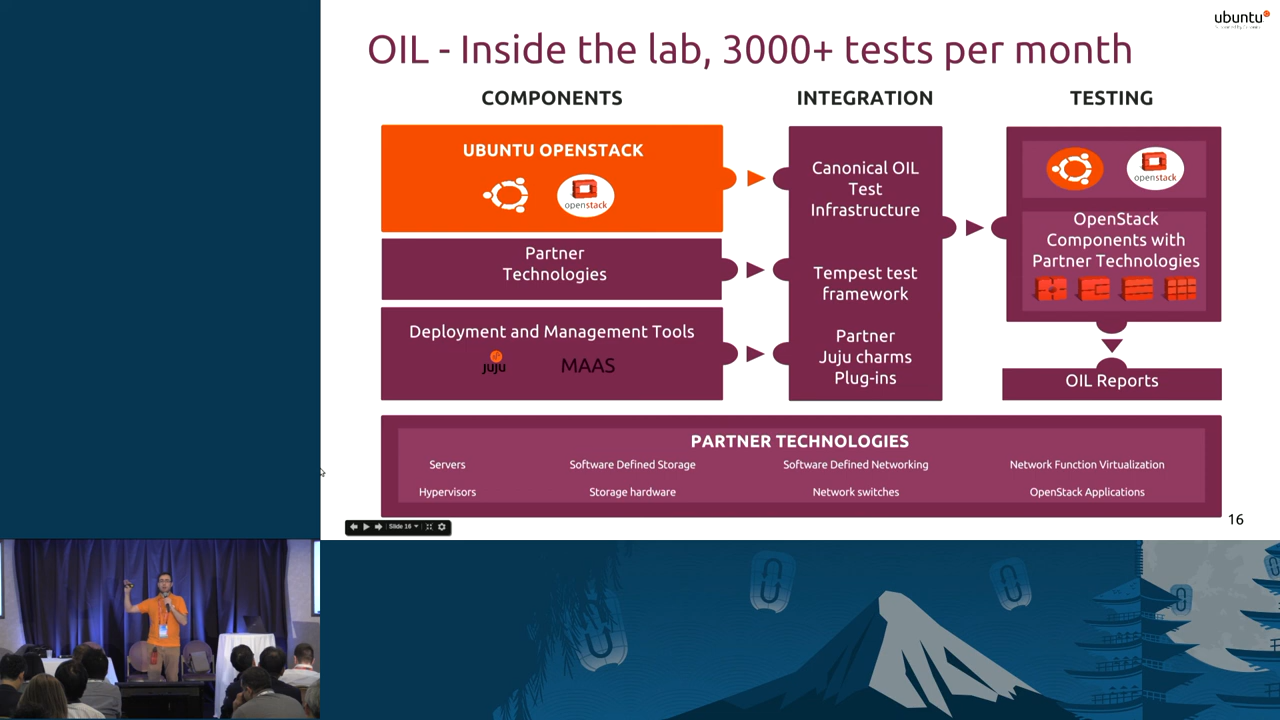 ubuntu
OIL - Inside the lab, 3000+ tests per month
COMPONENTS
INTEGRATION
TESTING
UBUNTU OPENSTACK
openstack
Partner
Technologies
Deployment and Management Tools
JUJU
MAAS
Canonical OIL
Test
Infrastructure
Tempest test
framework
Partner
Juju charms
Plug-ins
openstack
OpenStack
Components with
Partner Technologies
OIL Reports
PARTNER TECHNOLOGIES
Servers
Software Defined Storage
Software Defined Networking
Network Function Virtualization
Hypervisors
Storage hardware
Network switches
OpenStack Applications
Slide 16
16